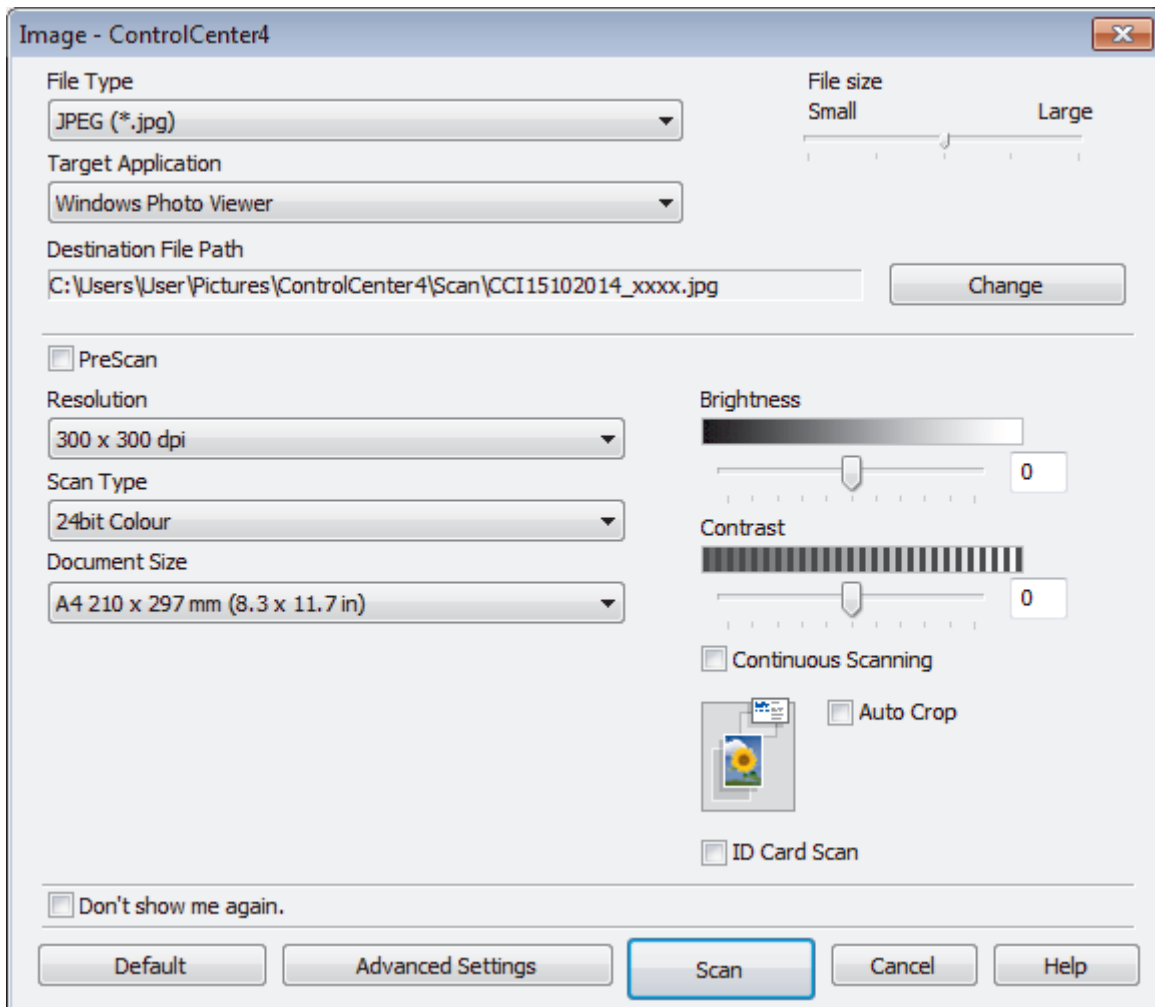 Image - ControlCenter4
File Type
JPEG (*.jpg)
File size
Small Large
Target Application
Windows Photo Viewer
Destination File Path
C:\Users\User\Pictures\ControlCenter4\Scan\CCI15102014_xxxx.jpg
Change
PreScan
Resolution
300 x 300 dpi
Scan Type
24bit Colour
Document Size
A4 210 x 297 mm (8.3 x 11.7 in)
Brightness
0
Contrast
0
Continuous Scanning
Auto Crop
ID Card Scan
Don't show me again.
Default Advanced Settings Scan Cancel Help